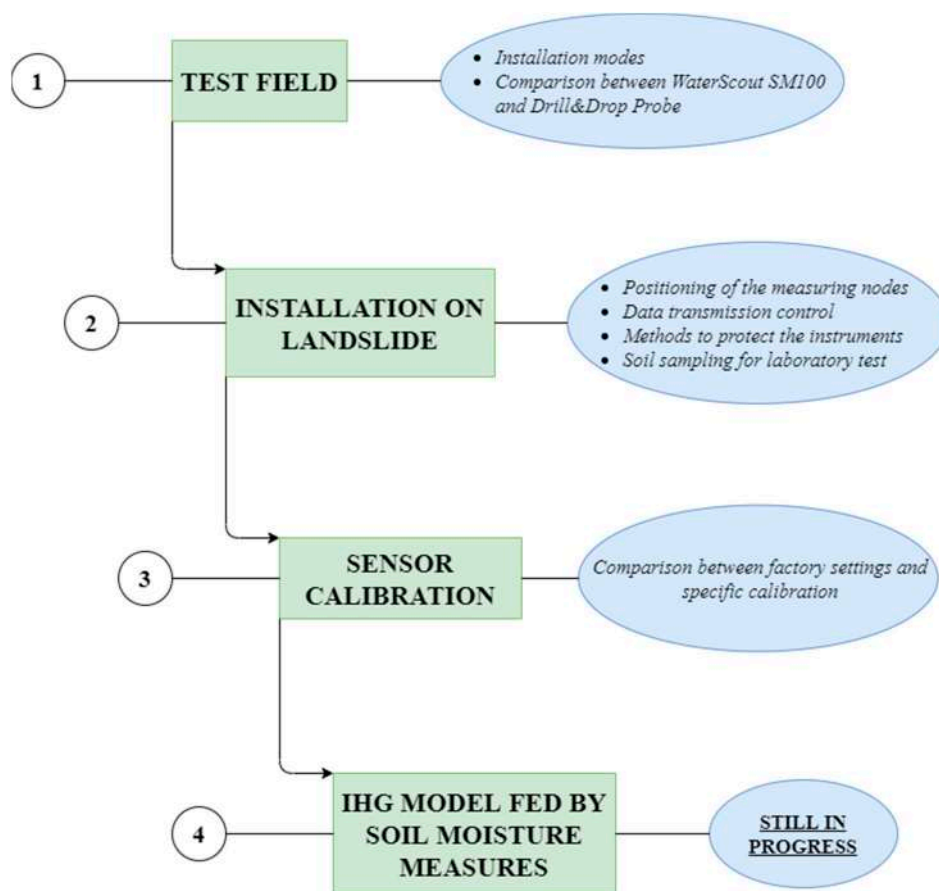 1
TEST FIELD
• Installation modes
• Comparison between WaterScout SM100
and Drill&Drop Probe
2
INSTALLATION ON
LANDSLIDE
• Positioning of the measuring nodes
• Data transmission control
• Methods to protect the instruments
• Soil sampling for laboratory test
3
SENSOR
CALIBRATION
Comparison between factory settings and
specific calibration
4
IHG MODEL FED BY
SOIL MOISTURE
MEASURES
STILL IN
PROGRESS